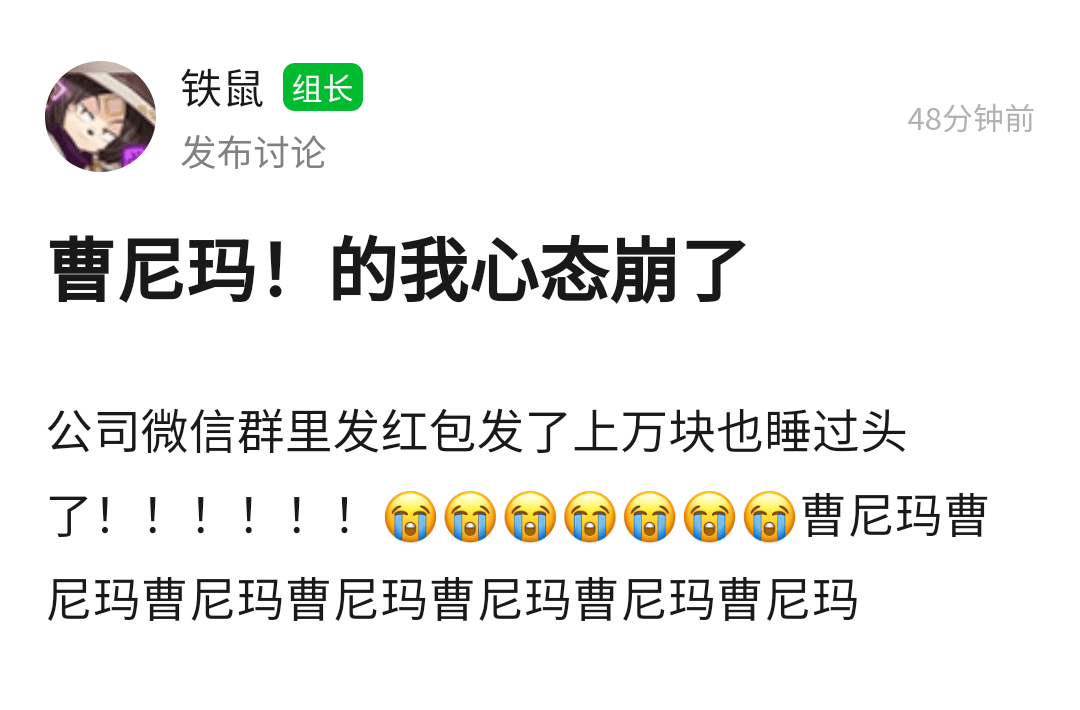 铁鼠 组长
48分钟前
发布讨论
曹尼玛！的我心态崩了
公司微信群里发红包发了上万块也睡过头
了！！！！！！😭😭😭😭😭😭😭曹尼玛曹
尼玛曹尼玛曹尼玛曹尼玛曹尼玛曹尼玛